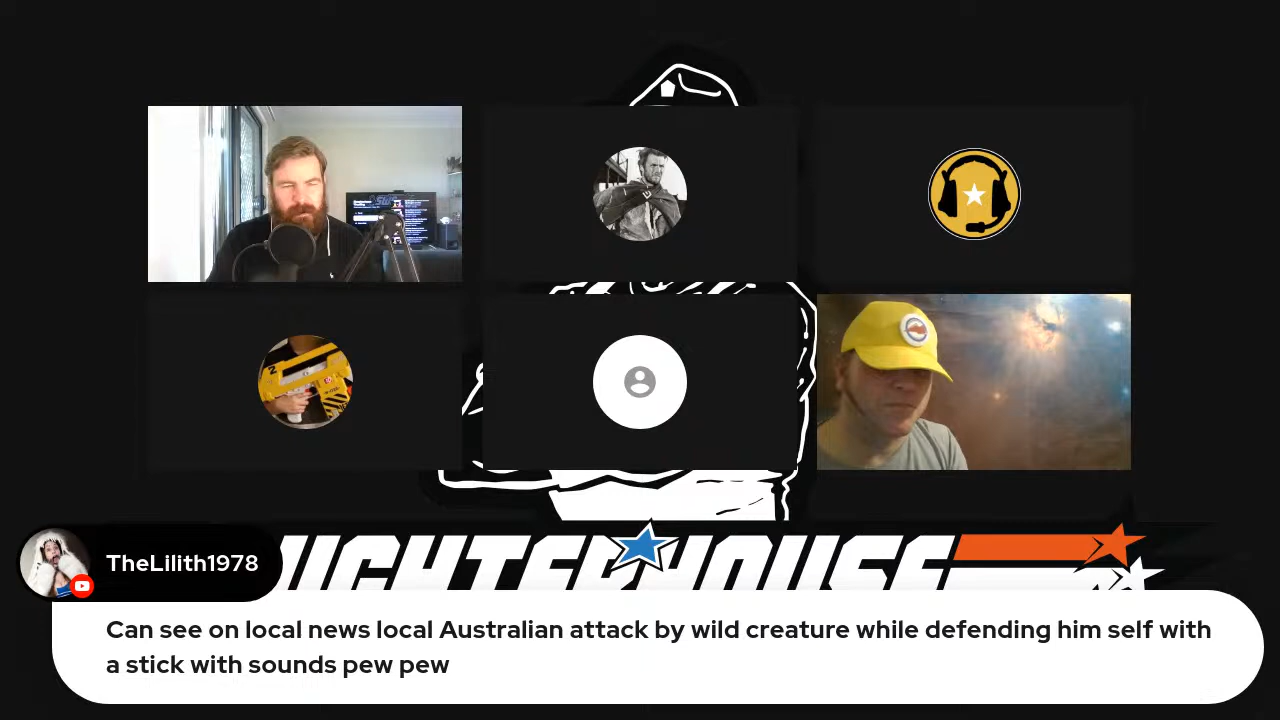 TheLilith1978
Can see on local news local Australian attack by wild creature while defending him self with
a stick with sounds pew pew